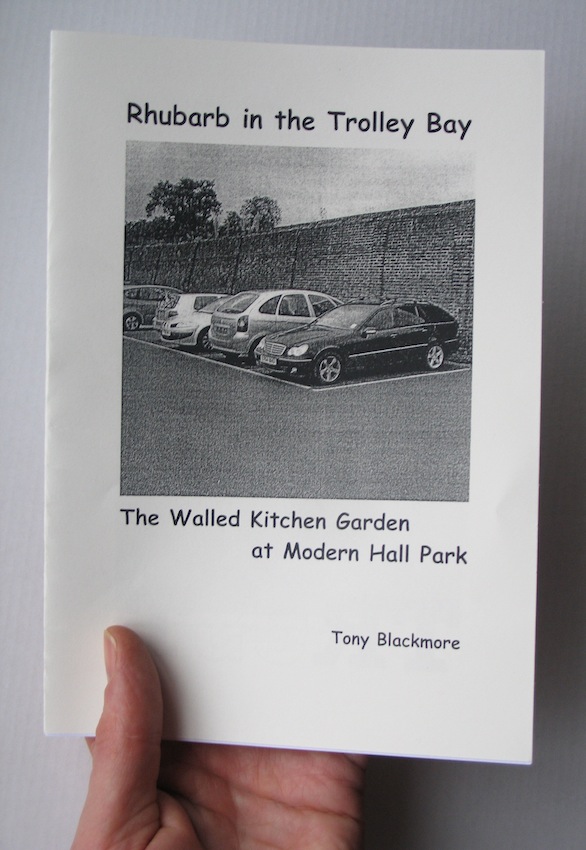 Rhubarb in the Trolley Bay
The Walled Kitchen Garden
at Modern Hall Park
Tony Blackmore